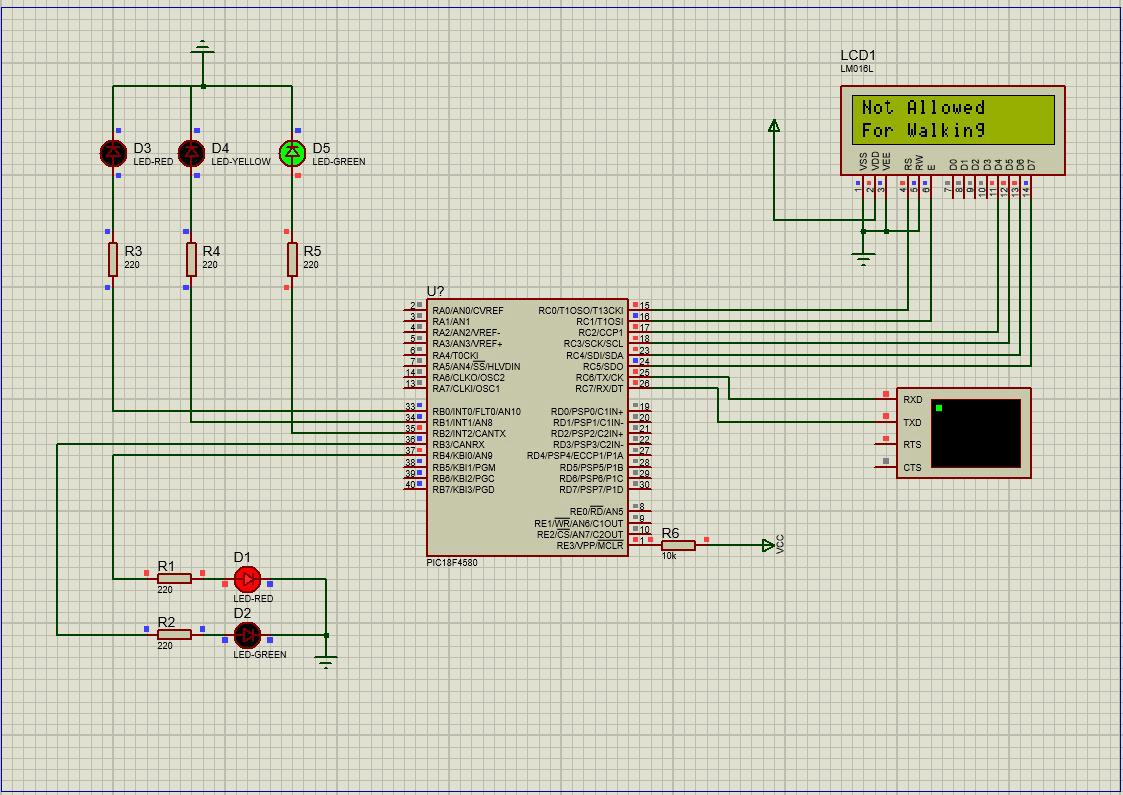 LCD1
LM016L
Not Allowed
For Walking
VSS VDD VEE RS RW E D0 D1 D2 D3 D4 D5 D6 D7
1 2 3 4 5 6 7 8 9 10 11 12 13 14
D3
LED-RED
D4
LED-YELLOW
D5
LED-GREEN
R3
220
R4
220
R5
220
U?
2 RA0/AN0/CVREF RC0/T1OSO/T13CKI 15
3 RA1/AN1 RC1/T1OSI 16
4 RA2/AN2/VREF- RC2/CCP1 17
5 RA3/AN3/VREF+ RC3/SCK/SCL 18
6 RA4/T0CKI RC4/SDI/SDA 23
7 RA5/AN4/SS/HLVDIN RC5/SDO 24
14 RA6/CLKO/OSC2 RC6/TX/CK 25
13 RA7/CLKI/OSC1 RC7/RX/DT 26
33 RB0/INT0/FLT0/AN10 RD0/PSP0/C1IN+ 19
34 RB1/INT1/AN8 RD1/PSP1/C1IN- 20
35 RB2/INT2/CANTX RD2/PSP2/C2IN+ 21
36 RB3/CANRX RD3/PSP3/C2IN- 22
37 RB4/KBI0/AN9 RD4/PSP4/ECCP1/P1A 27
38 RB5/KBI1/PGM RD5/PSP5/P1B 28
39 RB6/KBI2/PGC RD6/PSP6/P1C 29
40 RB7/KBI3/PGD RD7/PSP7/P1D 30
RE0/RD/AN5 8
RE1/WR/AN6/C1OUT 9
RE2/CS/AN7/C2OUT 10
RE3/VPP/MCLR 1
PIC18F4580
RXD
TXD
RTS
CTS
R6
10k
VCC
R1
220
D1
LED-RED
R2
220
D2
LED-GREEN